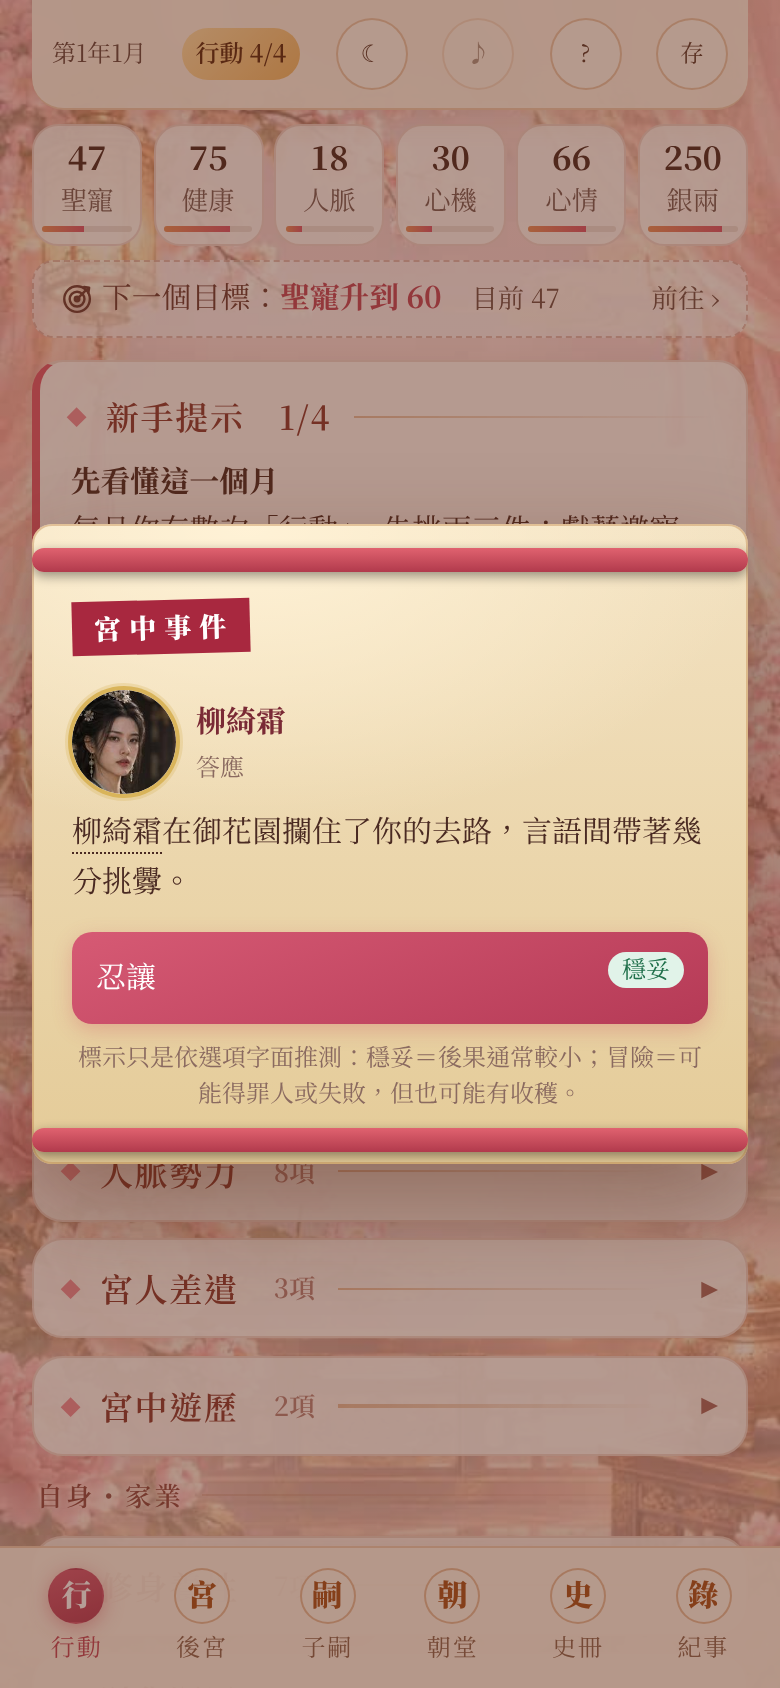 第1年1月
行動 4/4
☾
♪
?
存
47
聖寵
75
健康
18
人脈
30
心機
66
心情
250
銀兩
下一個目標：聖寵升到 60 目前 47 前往 ›
新手提示 1/4
先看懂這一個月
宮中事件
柳綺霜
答應
柳綺霜在御花園攔住了你的去路，言語間帶著幾
分挑釁。
忍讓
穩妥
標示只是依選項字面推測：穩妥＝後果通常較小；冒險＝可
能得罪人或失敗，但也可能有收穫。
人脈勢力 8項
宮人差遣 3項
宮中遊歷 2項
自身・家業
行
行動
宮
後宮
嗣
子嗣
朝
朝堂
史
史冊
錄
紀事